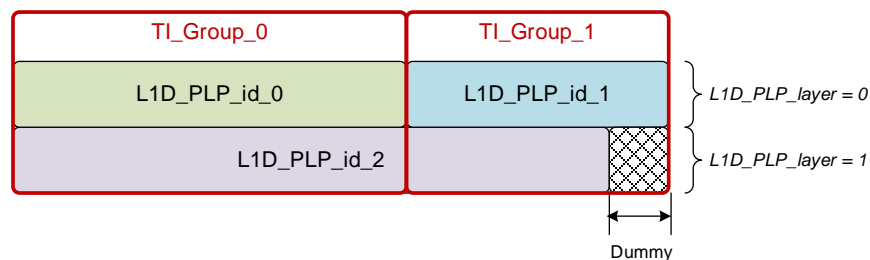 TI_Group_0
TI_Group_1
L1D_PLP_id_0
L1D_PLP_id_1
L1D_PLP_layer = 0
L1D_PLP_id_2
L1D_PLP_layer = 1
Dummy